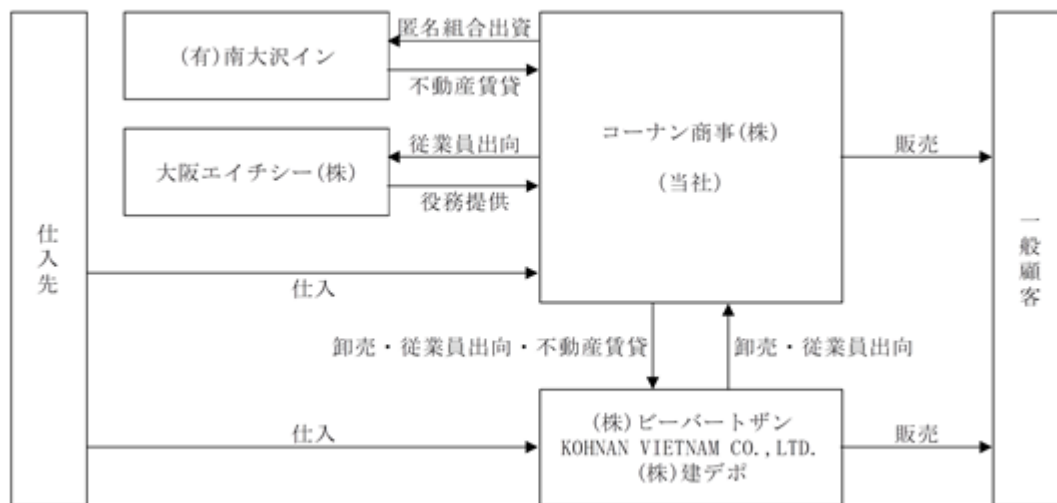 匿名組合出資
(有)南大沢イン
不動産賃貸
従業員出向
大阪エイチシー(株)
役務提供
コーナン商事(株)
(当社)
販売
仕入先
仕入
一般顧客
卸売・従業員出向・不動産賃貸
卸売・従業員出向
仕入
(株)ビーバートザン
KOHNAN VIETNAM CO.,LTD.
(株)建デポ
販売